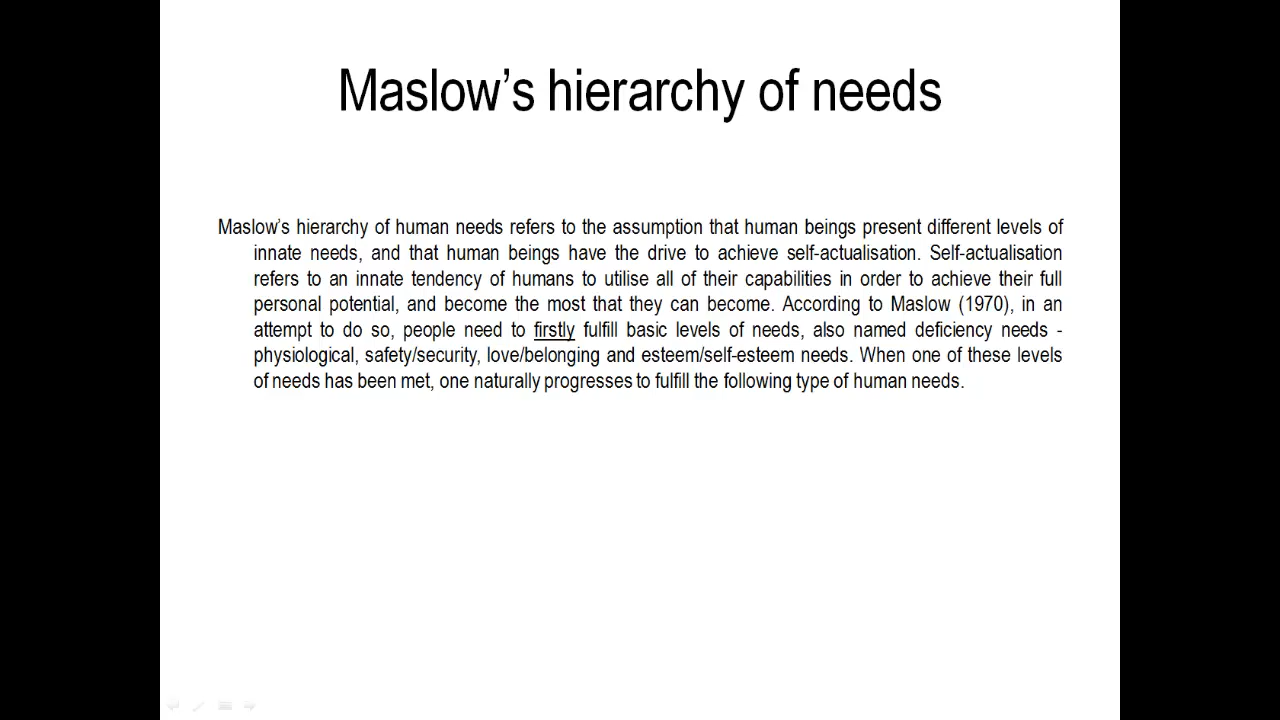 Maslow’s hierarchy of needs
Maslow’s hierarchy of human needs refers to the assumption that human beings present different levels of
innate needs, and that human beings have the drive to achieve self-actualisation. Self-actualisation
refers to an innate tendency of humans to utilise all of their capabilities in order to achieve their full
personal potential, and become the most that they can become. According to Maslow (1970), in an
attempt to do so, people need to firstly fulfill basic levels of needs, also named deficiency needs -
physiological, safety/security, love/belonging and esteem/self-esteem needs. When one of these levels
of needs has been met, one naturally progresses to fulfill the following type of human needs.